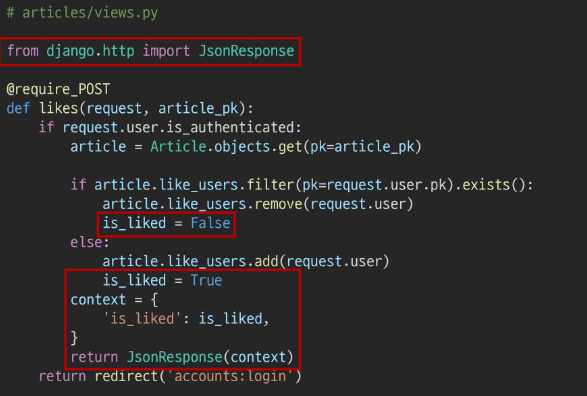 # articles/views.py
from django.http import JsonResponse
@require_POST
def likes(request, article_pk):
    if request.user.is_authenticated:
        article = Article.objects.get(pk=article_pk)
        if article.like_users.filter(pk=request.user.pk).exists():
            article.like_users.remove(request.user)
            is_liked = False
        else:
            article.like_users.add(request.user)
            is_liked = True
        context = {
            'is_liked': is_liked,
        }
        return JsonResponse(context)
    return redirect('accounts:login')